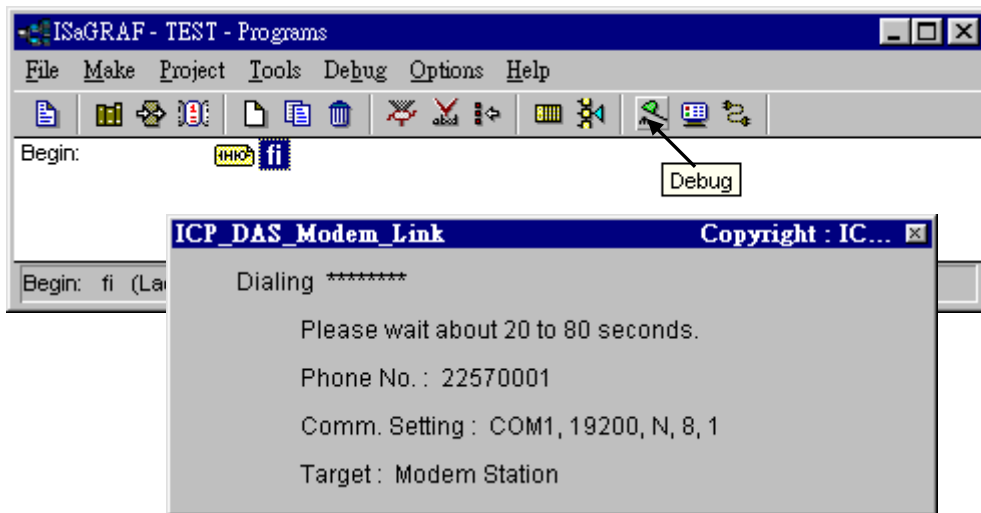 ISaGRAF - TEST - Programs
File Make Project Tools Debug Options Help
Begin: fi
Debug
ICP_DAS_Modem_Link Copyright : IC...
Begin: fi (La
Dialing ********
Please wait about 20 to 80 seconds.
Phone No. : 22570001
Comm. Setting : COM1, 19200, N, 8, 1
Target : Modem Station